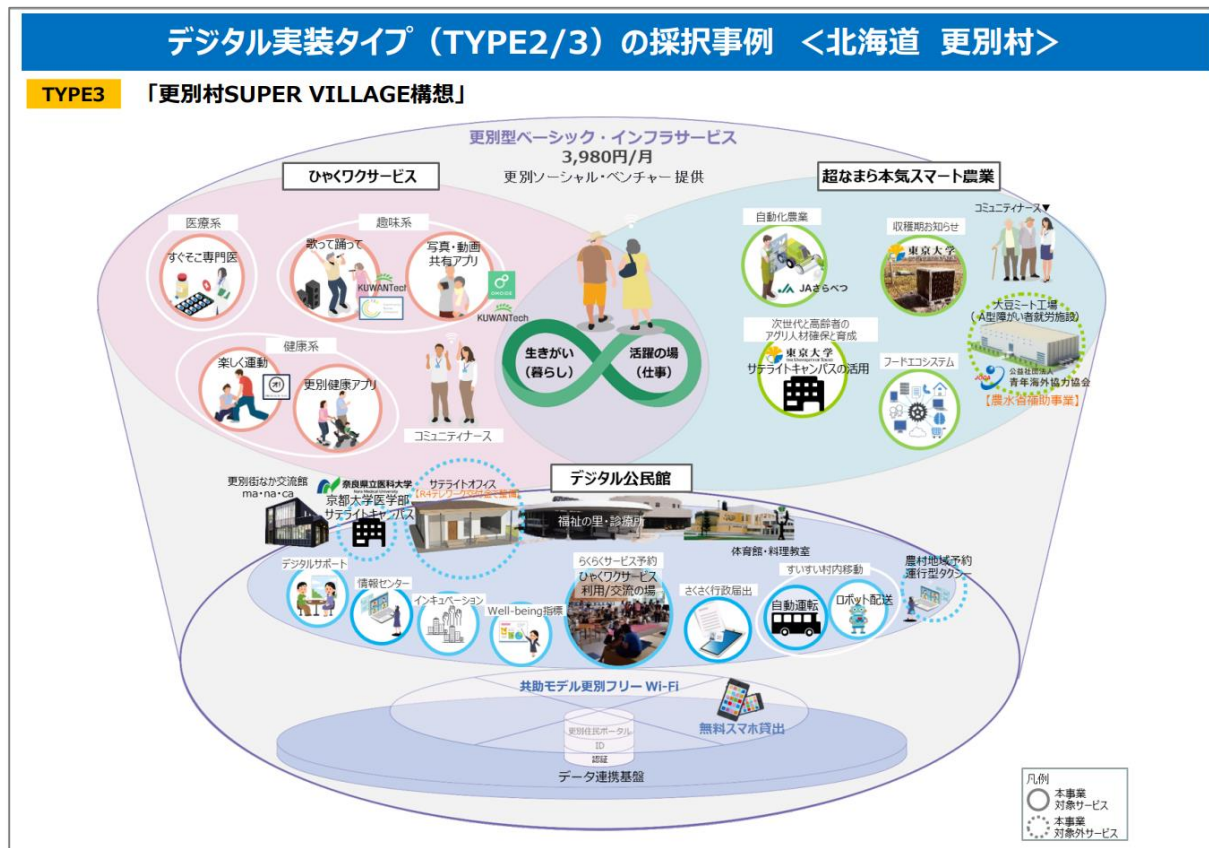 デジタル実装タイプ（TYPE2/3）の採択事例 ＜北海道 更別村＞
TYPE3 「更別村SUPER VILLAGE構想」
更別型ベーシック・インフラサービス
3,980円/月
更別ソーシャル・ベンチャー 提供
ひゃくワクサービス
医療系
すぐそこ専門医
趣味系
歌って踊って
KUWANTech
写真・動画
共有アプリ
KUWANTech
健康系
楽しく運動
更別健康アプリ
コミュニティナース
生きがい
（暮らし）
活躍の場
（仕事）
超なまら本気スマート農業
自動化農業
JAさらべつ
収穫期お知らせ
東京大学
コミュニティナース▼
次世代と高齢者の
アグリ人材確保と育成
東京大学
サテライトキャンパスの活用
フードエコシステム
大豆ミート工場
（A型障がい者就労施設）
公益社団法人
青年海外協力協会
【農水省補助事業】
デジタル公民館
更別街なか交流館
ma・na・ca
奈良県立医科大学
京都大学医学部
サテライトキャンパス
サテライトオフィス
【R4テレワーク交付金で整備】
福祉の里・診療所
体育館・料理教室
デジタルサポート
情報センター
インキュベーション
Well-being指標
らくらくサービス予約
ひゃくワクサービス
利用/交流の場
さくさく行政届出
すいすい村内移動
自動運転
ロボット配送
農村地域予約
運行型タクシー
共助モデル更別フリー Wi-Fi
無料スマホ貸出
更別住民ポータル
ID
認証
データ連携基盤
凡例
本事業
対象サービス
本事業
対象外サービス